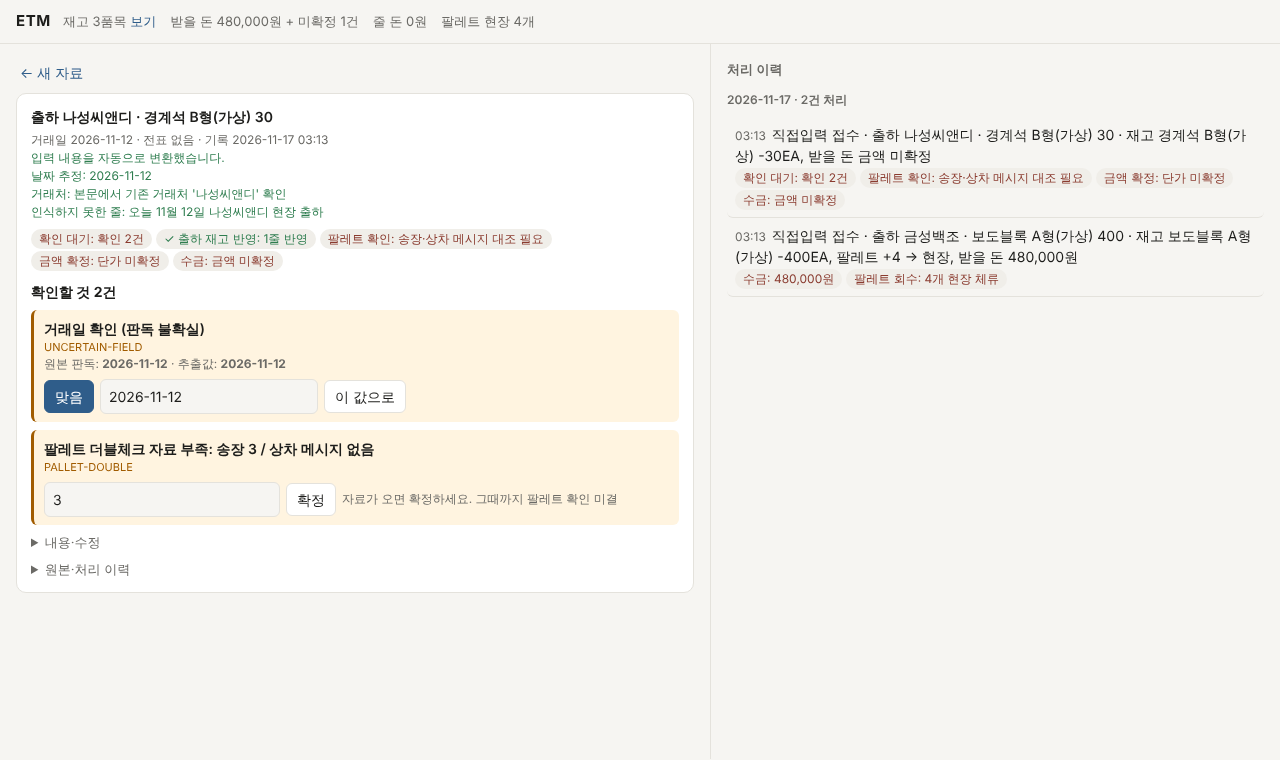 ETM 재고 3품목 보기 받을 돈 480,000원 + 미확정 1건 줄 돈 0원 팔레트 현장 4개
← 새 자료
출하 나성씨앤디 · 경계석 B형(가상) 30
거래일 2026-11-12 · 전표 없음 · 기록 2026-11-17 03:13
입력 내용을 자동으로 변환했습니다.
날짜 추정: 2026-11-12
거래처: 본문에서 기존 거래처 '나성씨앤디' 확인
인식하지 못한 줄: 오늘 11월 12일 나성씨앤디 현장 출하
확인 대기: 확인 2건 ✓ 출하 재고 반영: 1줄 반영 팔레트 확인: 송장·상차 메시지 대조 필요
금액 확정: 단가 미확정 수금: 금액 미확정
확인할 것 2건
거래일 확인 (판독 불확실)
UNCERTAIN-FIELD
원본 판독: 2026-11-12 · 추출값: 2026-11-12
맞음 2026-11-12 이 값으로
팔레트 더블체크 자료 부족: 송장 3 / 상차 메시지 없음
PALLET-DOUBLE
3 확정 자료가 오면 확정하세요. 그때까지 팔레트 확인 미결
▶ 내용·수정
▶ 원본·처리 이력
처리 이력
2026-11-17 · 2건 처리
03:13 직접입력 접수 · 출하 나성씨앤디 · 경계석 B형(가상) 30 · 재고 경계석 B형(가
상) -30EA, 받을 돈 금액 미확정
확인 대기: 확인 2건 팔레트 확인: 송장·상차 메시지 대조 필요 금액 확정: 단가 미확정
수금: 금액 미확정
03:13 직접입력 접수 · 출하 금성백조 · 보도블록 A형(가상) 400 · 재고 보도블록 A형
(가상) -400EA, 팔레트 +4 → 현장, 받을 돈 480,000원
수금: 480,000원 팔레트 회수: 4개 현장 체류